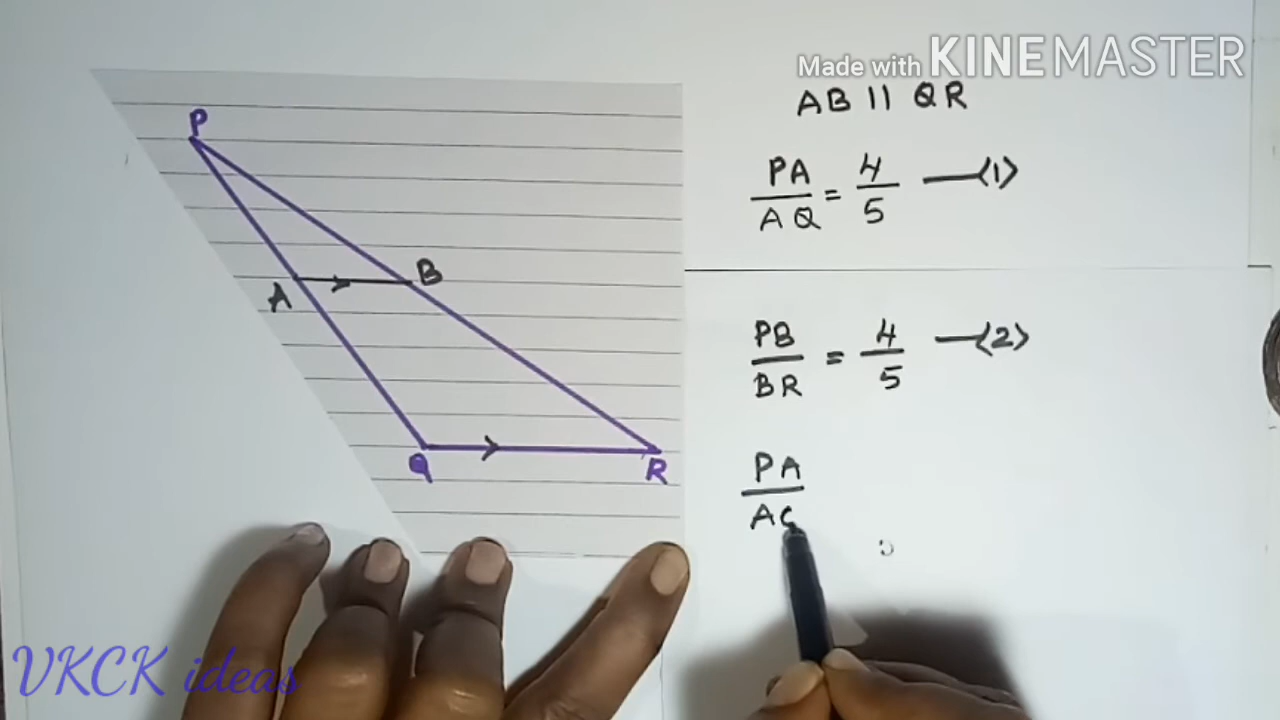 Made with KINEMASTER
AB || QR
PA/AQ = 4/5 —(1)
PB/BR = 4/5 —(2)
PA
A
P
A
B
Q
R
VKCK ideas